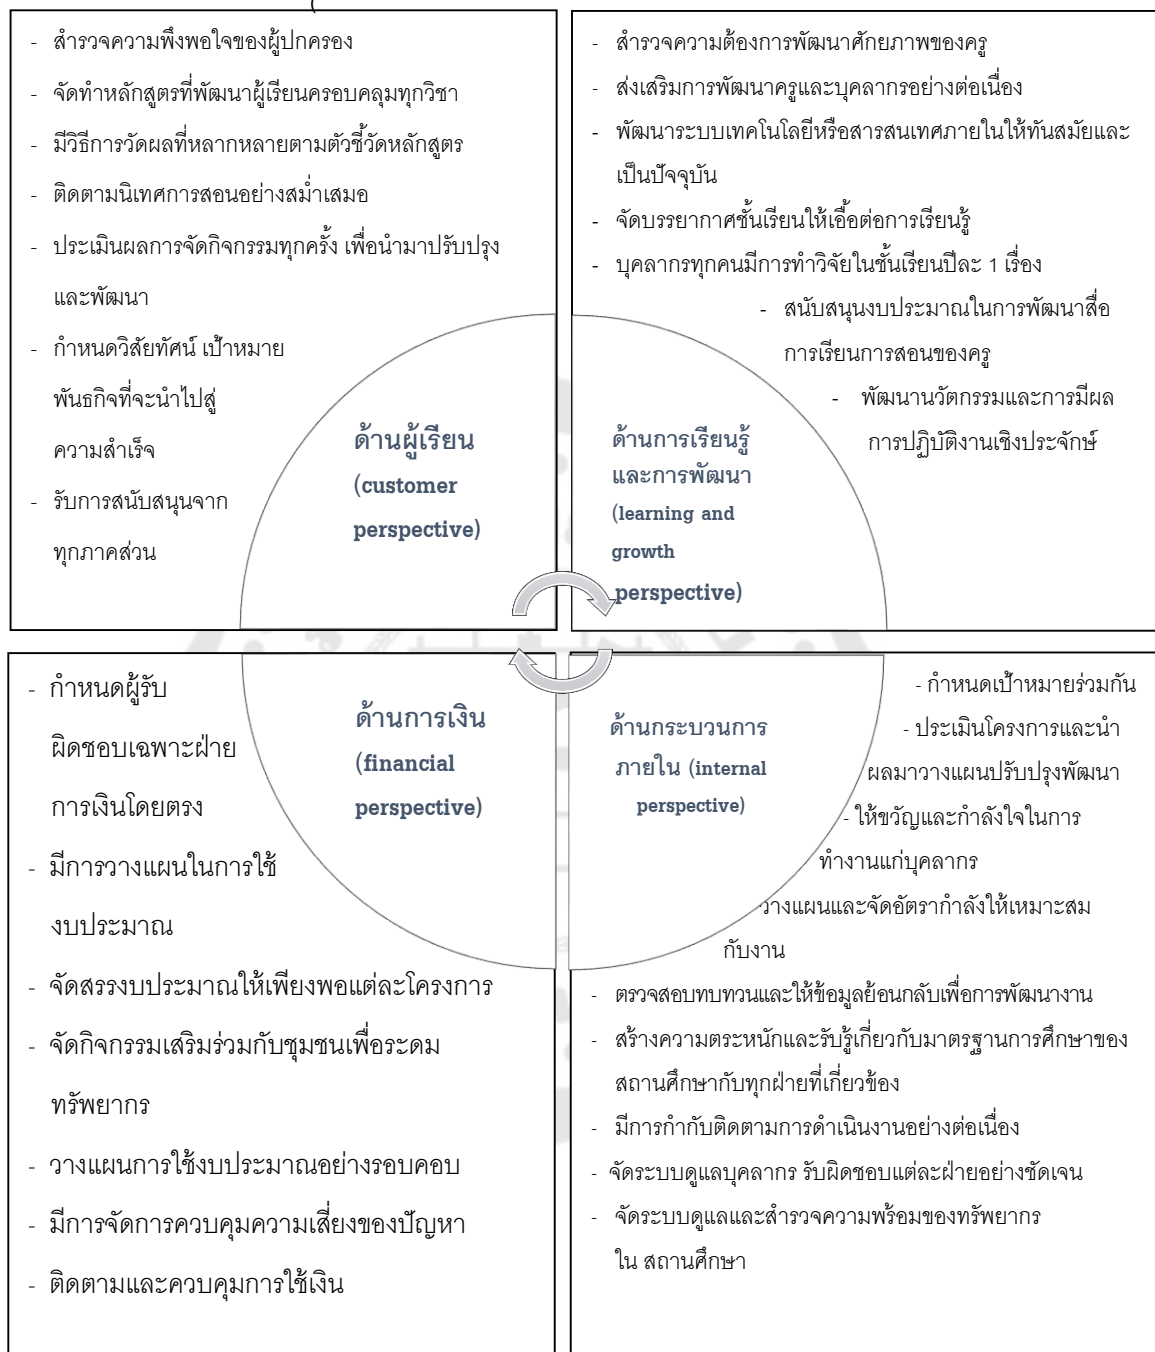 - สำรวจความพึงพอใจของผู้ปกครอง
- จัดทำหลักสูตรที่พัฒนาผู้เรียนครอบคลุมทุกวิชา
- มีวิธีการวัดผลที่หลากหลายตามตัวชี้วัดหลักสูตร
- ติดตามนิเทศการสอนอย่างสม่ำเสมอ
- ประเมินผลการจัดกิจกรรมทุกครั้ง เพื่อนำมาปรับปรุง
และพัฒนา
- กำหนดวิสัยทัศน์ เป้าหมาย
พันธกิจที่จะนำไปสู่
ความสำเร็จ
- รับการสนับสนุนจาก
ทุกภาคส่วน
ด้านผู้เรียน
(customer
perspective)
- สำรวจความต้องการพัฒนาศักยภาพของครู
- ส่งเสริมการพัฒนาครูและบุคลากรอย่างต่อเนื่อง
- พัฒนาระบบเทคโนโลยีหรือสารสนเทศภายในให้ทันสมัยและ
เป็นปัจจุบัน
- จัดบรรยากาศชั้นเรียนให้เอื้อต่อการเรียนรู้
- บุคลากรทุกคนมีการทำวิจัยในชั้นเรียนปีละ 1 เรื่อง
- สนับสนุนงบประมาณในการพัฒนาสื่อ
การเรียนการสอนของครู
- พัฒนานวัตกรรมและการมีผล
การปฏิบัติงานเชิงประจักษ์
ด้านการเรียนรู้
และการพัฒนา
(learning and
growth
perspective)
- กำหนดผู้รับ
ผิดชอบเฉพาะฝ่าย
การเงินโดยตรง
- มีการวางแผนในการใช้
งบประมาณ
- จัดสรรงบประมาณให้เพียงพอแต่ละโครงการ
- จัดกิจกรรมเสริมร่วมกับชุมชนเพื่อระดม
ทรัพยากร
- วางแผนการใช้งบประมาณอย่างรอบคอบ
- มีการจัดการควบคุมความเสี่ยงของปัญหา
- ติดตามและควบคุมการใช้เงิน
ด้านการเงิน
(financial
perspective)
ด้านกระบวนการ
ภายใน (internal
perspective)
- กำหนดเป้าหมายร่วมกัน
- ประเมินโครงการและนำ
ผลมาวางแผนปรับปรุงพัฒนา
- ให้ขวัญและกำลังใจในการ
ทำงานแก่บุคลากร
วางแผนและจัดอัตรากำลังให้เหมาะสม
กับงาน
- ตรวจสอบทบทวนและให้ข้อมูลย้อนกลับเพื่อการพัฒนางาน
- สร้างความตระหนักและรับรู้เกี่ยวกับมาตรฐานการศึกษาของ
สถานศึกษากับทุกฝ่ายที่เกี่ยวข้อง
- มีการกำกับติดตามการดำเนินงานอย่างต่อเนื่อง
- จัดระบบดูแลบุคลากร รับผิดชอบแต่ละฝ่ายอย่างชัดเจน
- จัดระบบดูแลและสำรวจความพร้อมของทรัพยากร
ใน สถานศึกษา